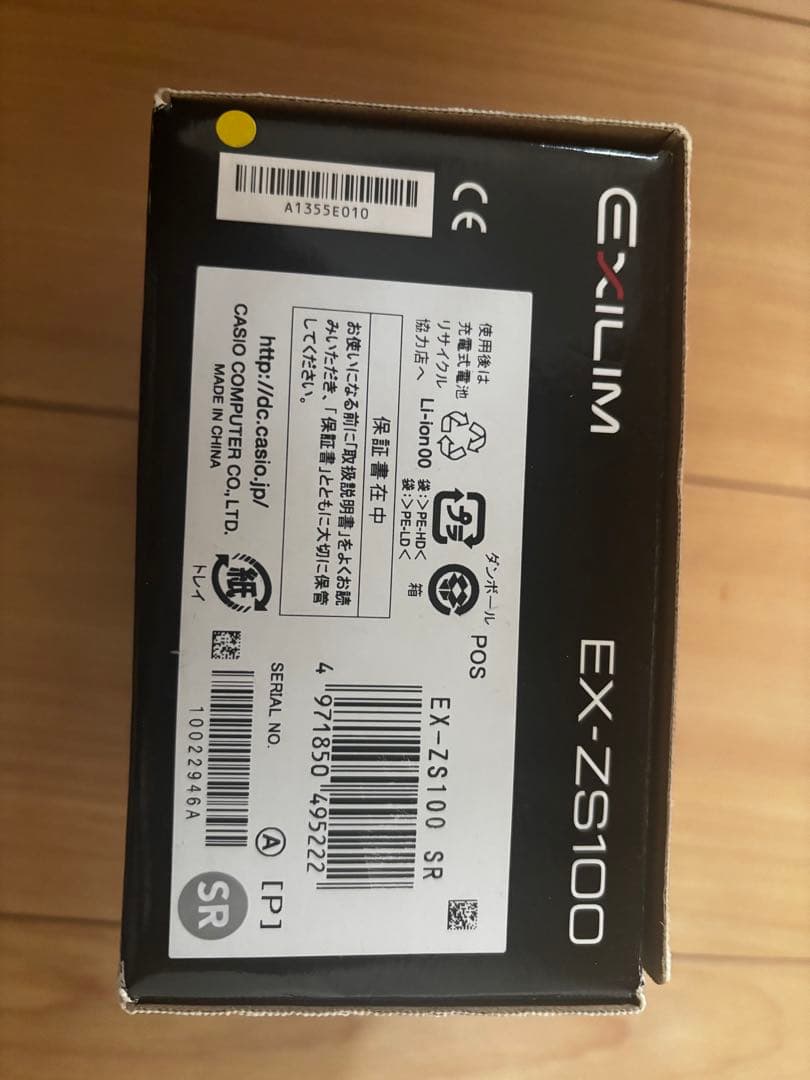 EXILIM
EX-ZS100
CE
A1355E010
使用後は
充電式電池
リサイクル
協力店へ
Li-ion00
プラ
袋:>PE-HD<
袋:>PE-LD<
ダンボール
箱
POS
EX-ZS100 SR
4 971850 495222
保証書在中
お使いになる前に「取扱説明書」をよくお読
みいただき、「保証書」とともに大切に保管
してください。
http://dc.casio.jp/
CASIO COMPUTER CO., LTD.
MADE IN CHINA
紙
トレイ
SERIAL NO.
10022946A
A [P]
SR